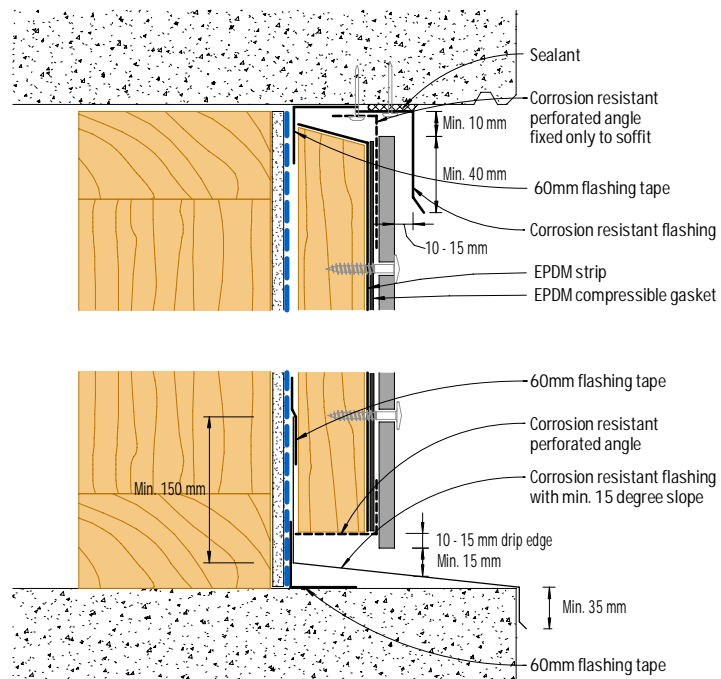 Sealant
Corrosion resistant
perforated angle
fixed only to soffit
Min. 10 mm
Min. 40 mm
60mm flashing tape
Corrosion resistant flashing
10 - 15 mm
EPDM strip
EPDM compressible gasket
60mm flashing tape
Corrosion resistant
perforated angle
Corrosion resistant flashing
with min. 15 degree slope
Min. 150 mm
10 - 15 mm drip edge
Min. 15 mm
Min. 35 mm
60mm flashing tape